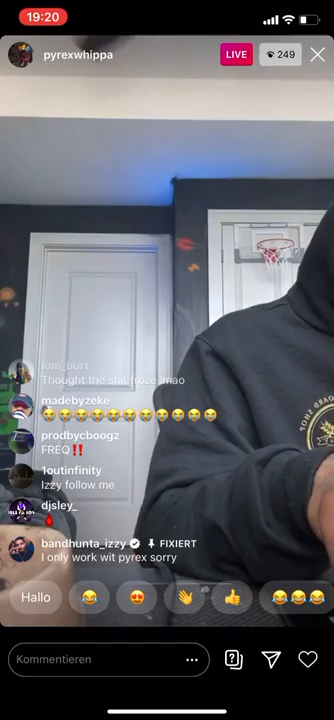 19:20
pyrexwhippa
LIVE
249
Thought the shit froze lmao
madebyzeke
😭😭😭😭😭😭😭😭😭😭😭
prodbycboogz
FREQ‼️
1outinfinity
Izzy follow me
djsley_
bandhunta_izzy FIXIERT
I only work wit pyrex sorry
Hallo
Kommentieren